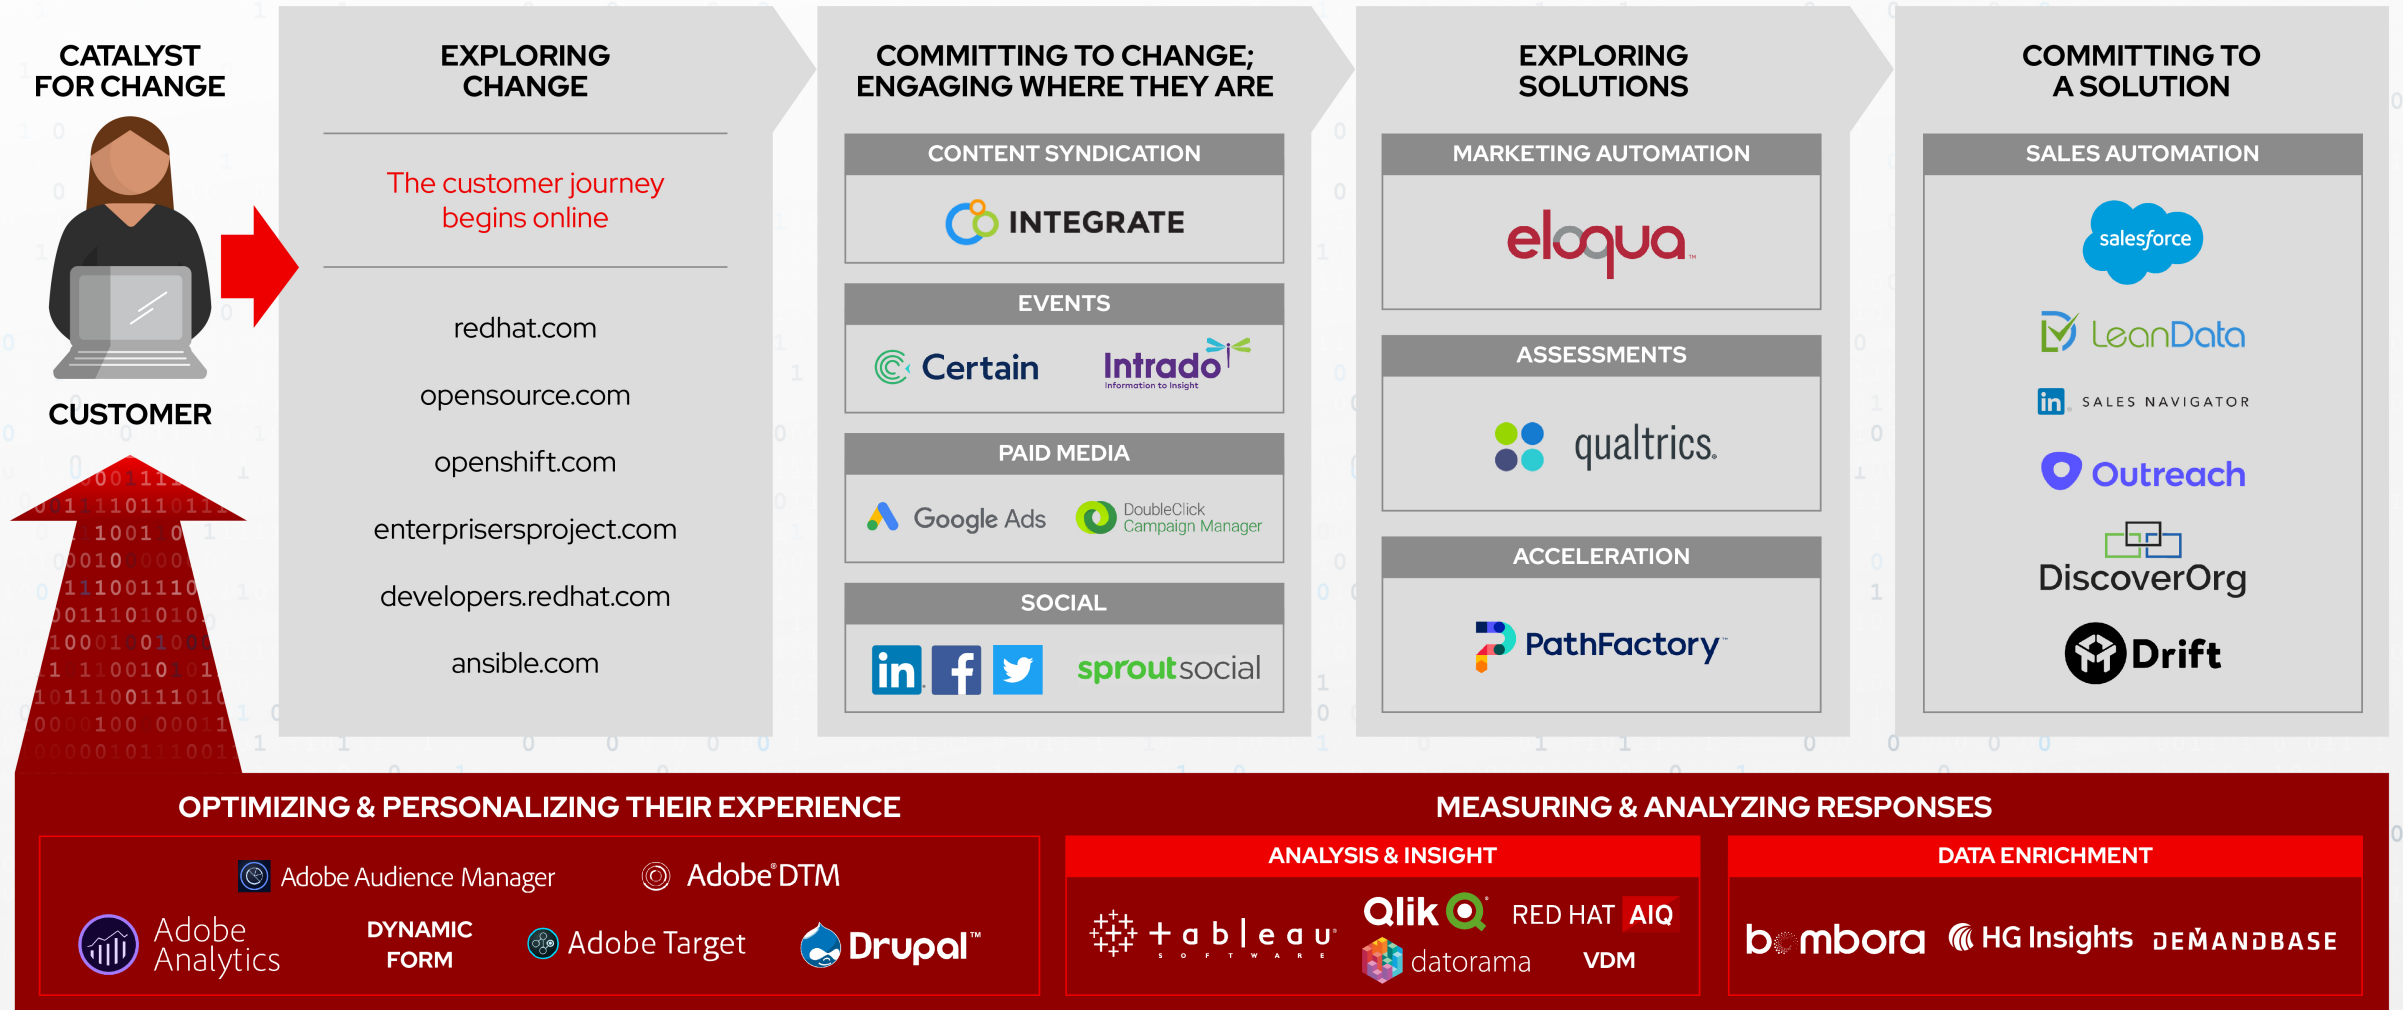 CATALYST
FOR CHANGE
CUSTOMER
EXPLORING
CHANGE
The customer journey
begins online
redhat.com
opensource.com
openshift.com
enterprisersproject.com
developers.redhat.com
ansible.com
COMMITTING TO CHANGE;
ENGAGING WHERE THEY ARE
CONTENT SYNDICATION
INTEGRATE
EVENTS
Certain
Intrado
Information to Insight
PAID MEDIA
Google Ads
DoubleClick
Campaign Manager
SOCIAL
in
f
sproutsocial
EXPLORING
SOLUTIONS
MARKETING AUTOMATION
eloqua™
ASSESSMENTS
qualtrics.
ACCELERATION
PathFactory™
COMMITTING TO
A SOLUTION
SALES AUTOMATION
salesforce
LeanData
in SALES NAVIGATOR
Outreach
DiscoverOrg
Drift
OPTIMIZING & PERSONALIZING THEIR EXPERIENCE
Adobe Audience Manager
Adobe® DTM
Adobe
Analytics
DYNAMIC
FORM
Adobe Target
Drupal™
MEASURING & ANALYZING RESPONSES
ANALYSIS & INSIGHT
tableau®
SOFTWARE
Qlik
RED HAT AIQ
datorama
VDM
DATA ENRICHMENT
bombora
HG Insights
DEMANDBASE